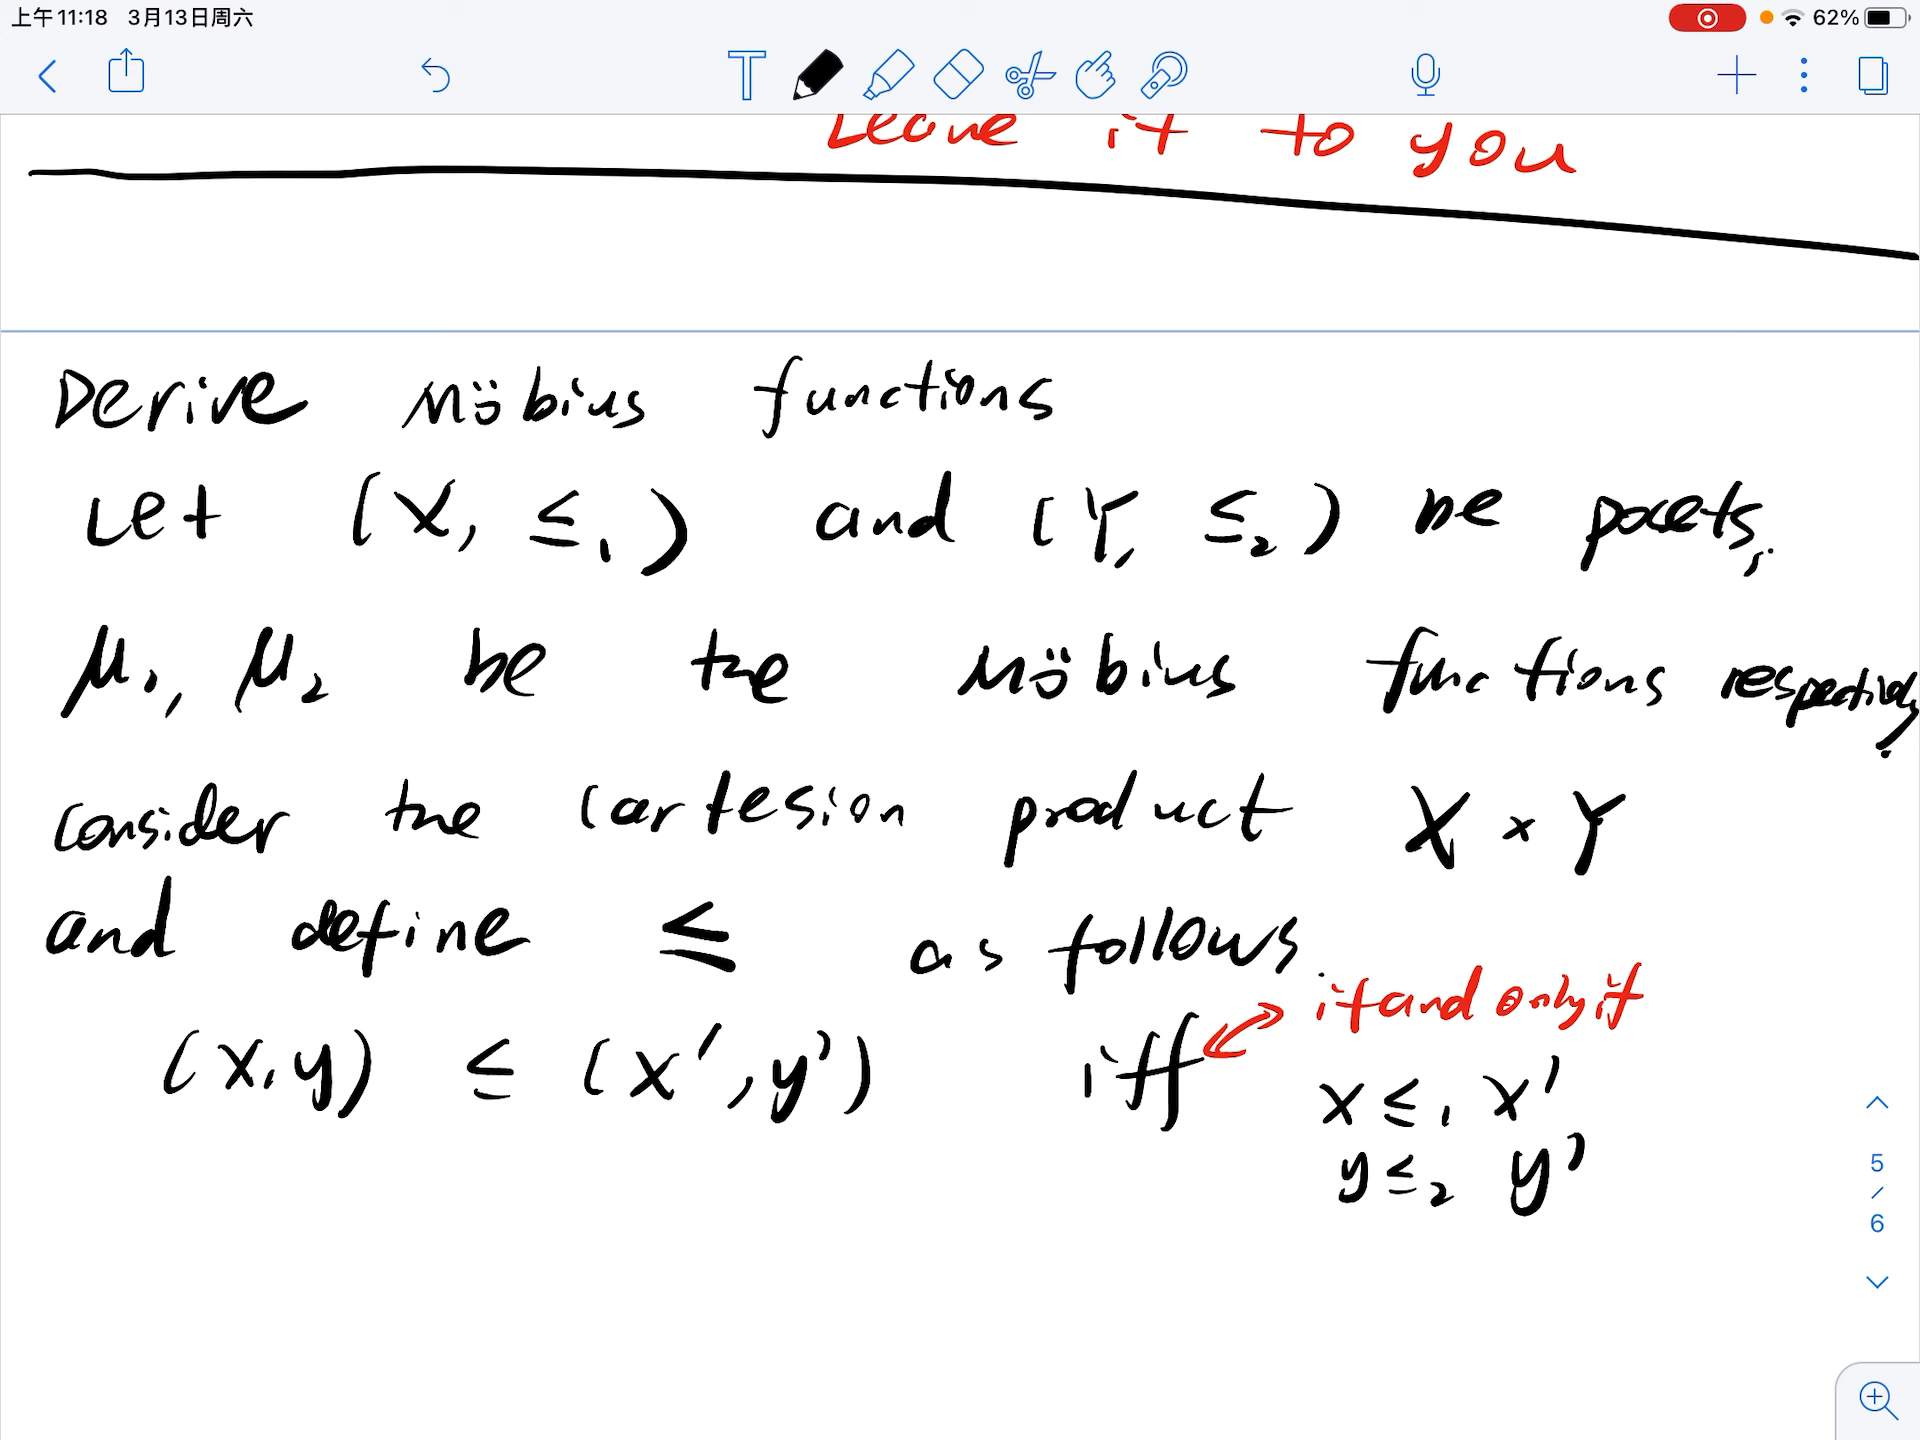 上午11:18 3月13日周六 62%
Leave it to you
Derive Möbius functions
Let (X, ≤₁) and (Y, ≤₂) be posets,
μ₁, μ₂ be the Möbius functions respectively.
consider the cartesion product X × Y
and define ≤ as follows
if and only if
(x,y) ≤ (x',y') iff x ≤₁ x'
y ≤₂ y'
5
/
6